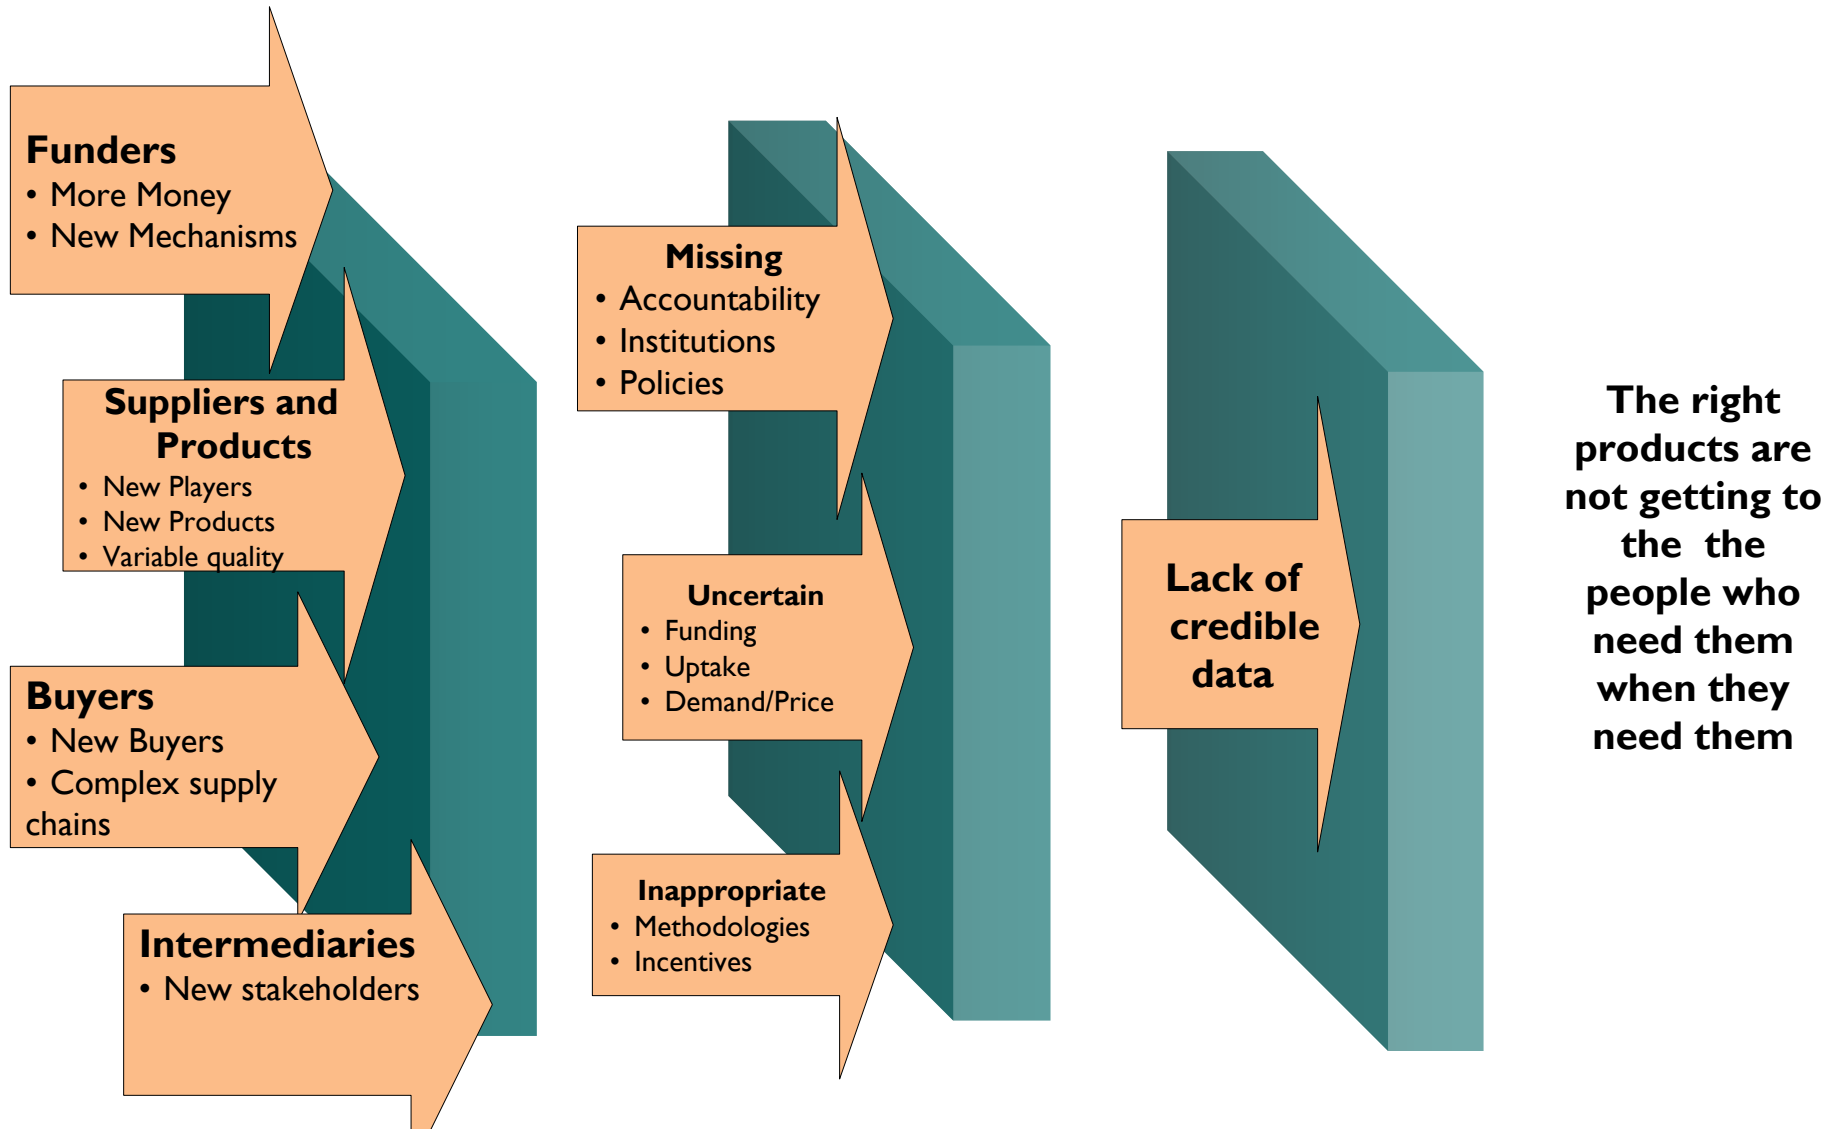 Funders
• More Money
• New Mechanisms
Suppliers and
Products
• New Players
• New Products
• Variable quality
Buyers
• New Buyers
• Complex supply
chains
Intermediaries
• New stakeholders
Missing
• Accountability
• Institutions
• Policies
Uncertain
• Funding
• Uptake
• Demand/Price
Inappropriate
• Methodologies
• Incentives
Lack of
credible
data
The right
products are
not getting to
the the
people who
need them
when they
need them